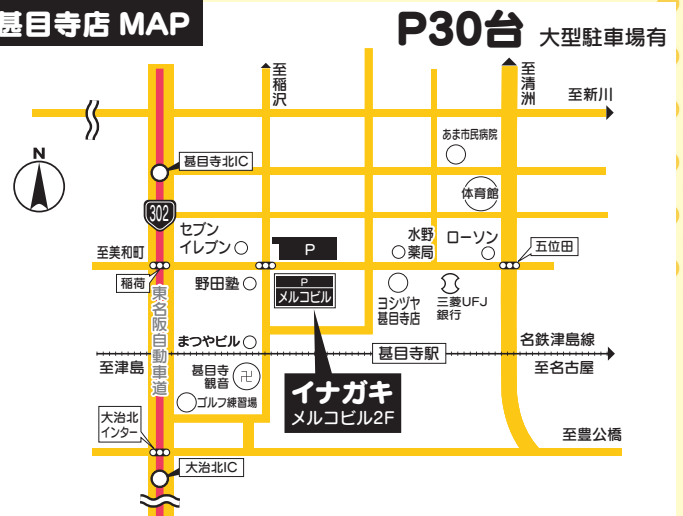 甚目寺店 MAP
P30台 大型駐車場有
至稲沢
至清洲
至新川
N
あま市民病院
甚目寺北IC
体育館
302
セブン
イレブン
P
水野
薬局
ローソン
五位田
至美和町
稲荷
野田塾
P
メルコビル
ヨシヅヤ
甚目寺店
三菱UFJ
銀行
東名阪自動車道
まつやビル
名鉄津島線
甚目寺駅
至津島
至名古屋
甚目寺
観音
卍
イナガキ
メルコビル2F
ゴルフ練習場
大治北
インター
至豊公橋
大治北IC